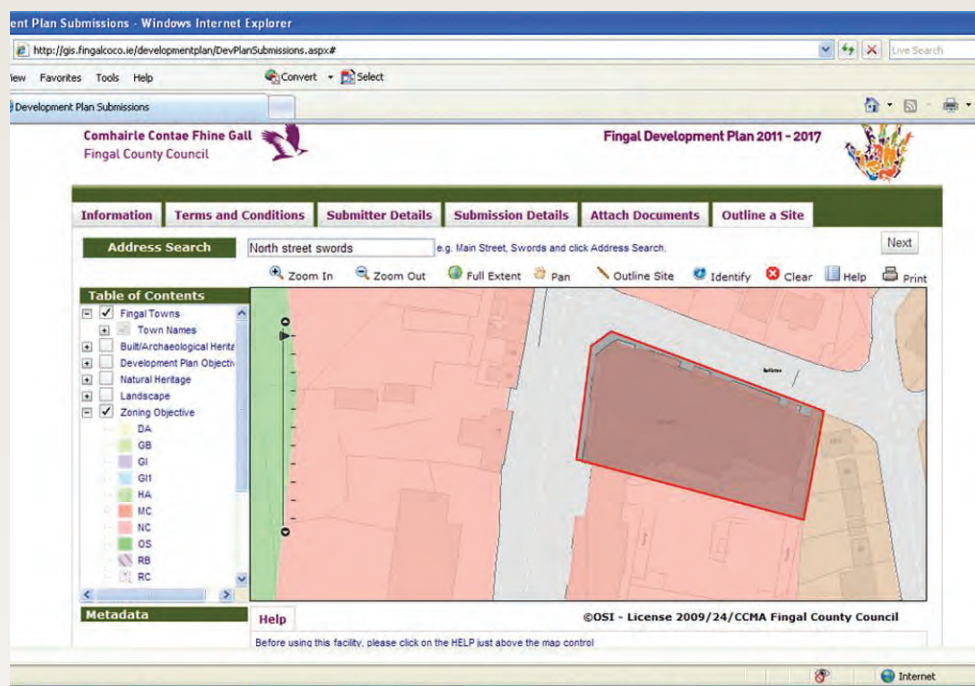 ent Plan Submissions - Windows Internet Explorer
http://gis.fingalcoco.ie/developmentplan/DevPlanSubmissions.aspx#
Live Search
iew Favorites Tools Help
Convert
Select
Development Plan Submissions
Comhairle Contae Fhine Gall
Fingal County Council
Fingal Development Plan 2011 - 2017
Information
Terms and Conditions
Submitter Details
Submission Details
Attach Documents
Outline a Site
Address Search
North street swords
e.g. Main Street, Swords and click Address Search.
Next
Zoom In
Zoom Out
Full Extent
Pan
Outline Site
Identify
Clear
Help
Print
Table of Contents
Fingal Towns
Town Names
Built/Archaeological Herita
Development Plan Objectiv
Natural Heritage
Landscape
Zoning Objective
DA
GB
GI
GI1
HA
MC
NC
OS
RB
RC
Metadata
Help
©OSI - License 2009/24/CCMA Fingal County Council
Before using this facility, please click on the HELP just above the map control
Internet